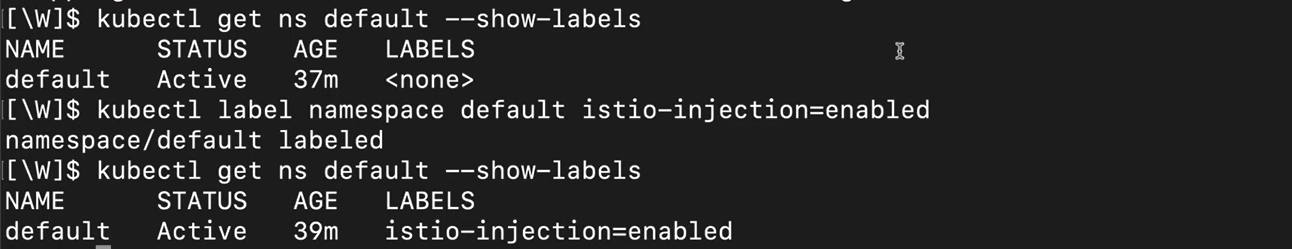 [\W]$ kubectl get ns default --show-labels
NAME      STATUS   AGE   LABELS
default   Active   37m   <none>
[\W]$ kubectl label namespace default istio-injection=enabled
namespace/default labeled
[\W]$ kubectl get ns default --show-labels
NAME      STATUS   AGE   LABELS
default   Active   39m   istio-injection=enabled